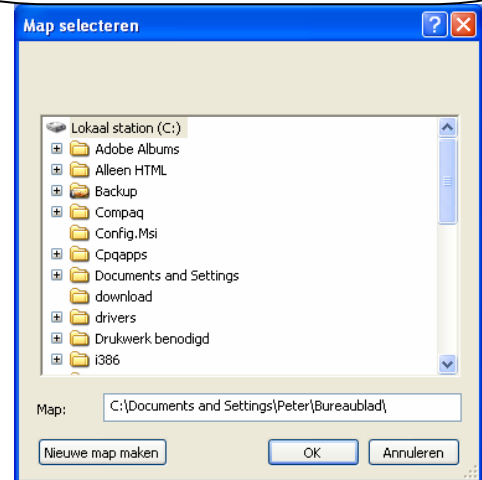 Map selecteren
Lokaal station (C:)
Adobe Albums
Alleen HTML
Backup
Compaq
Config.Msi
Cpqapps
Documents and Settings
download
drivers
Drukwerk benodigd
i386
Map: C:\Documents and Settings\Peter\Bureaublad\
Nieuwe map maken OK Annuleren